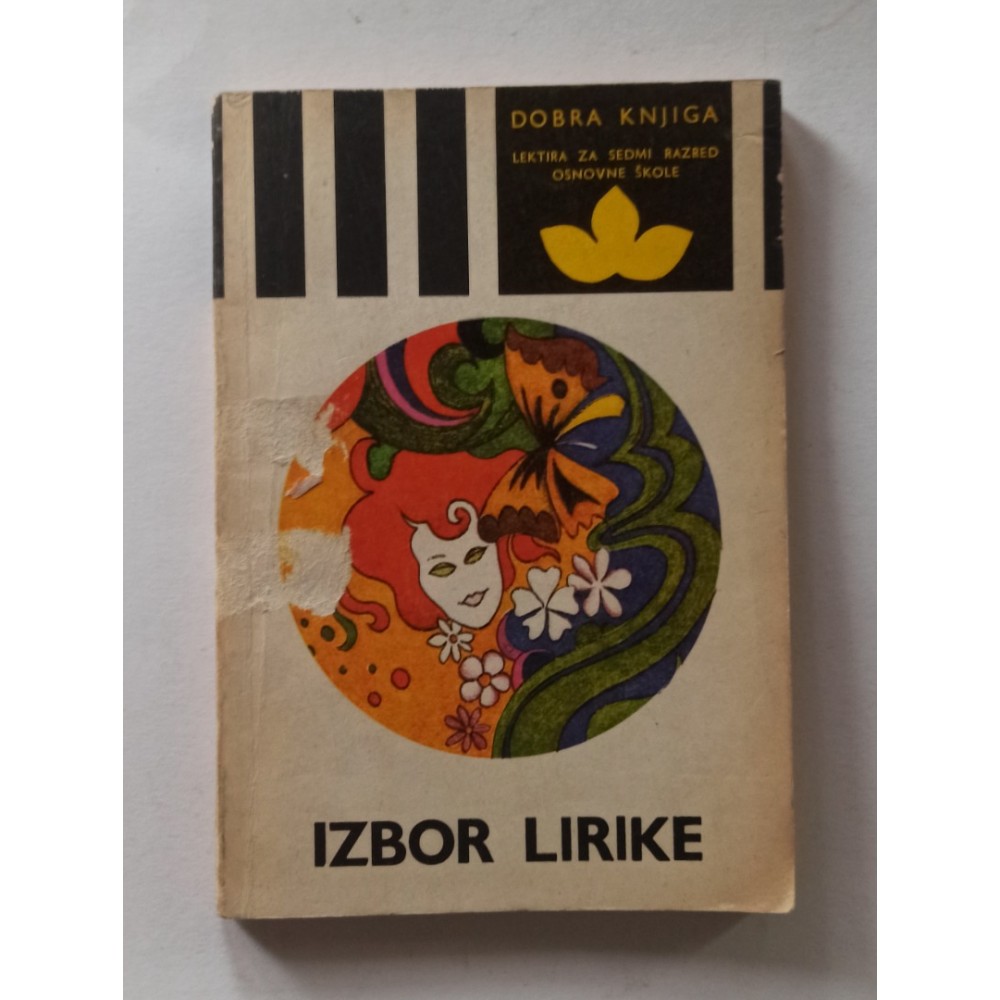 DOBRA KNJIGA
LEKTIRA ZA SEDMI RAZRED
OSNOVNE ŠKOLE
IZBOR LIRIKE